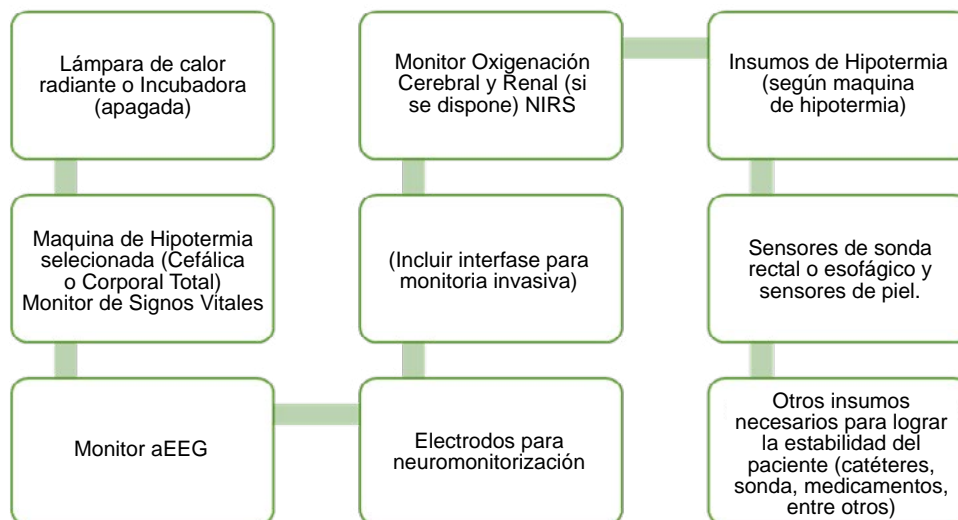 Lámpara de calor
radiante o Incubadora
(apagada)
Maquina de Hipotermia
selecionada (Cefálica
o Corporal Total)
Monitor de Signos Vitales
Monitor aEEG
Electrodos para
neuromonitorización
(Incluir interfase para
monitoria invasiva)
Monitor Oxigenación
Cerebral y Renal (si
se dispone) NIRS
Insumos de Hipotermia
(según maquina
de hipotermia)
Sensores de sonda
rectal o esofágico y
sensores de piel.
Otros insumos
necesarios para lograr
la estabilidad del
paciente (catéteres,
sonda, medicamentos,
entre otros)